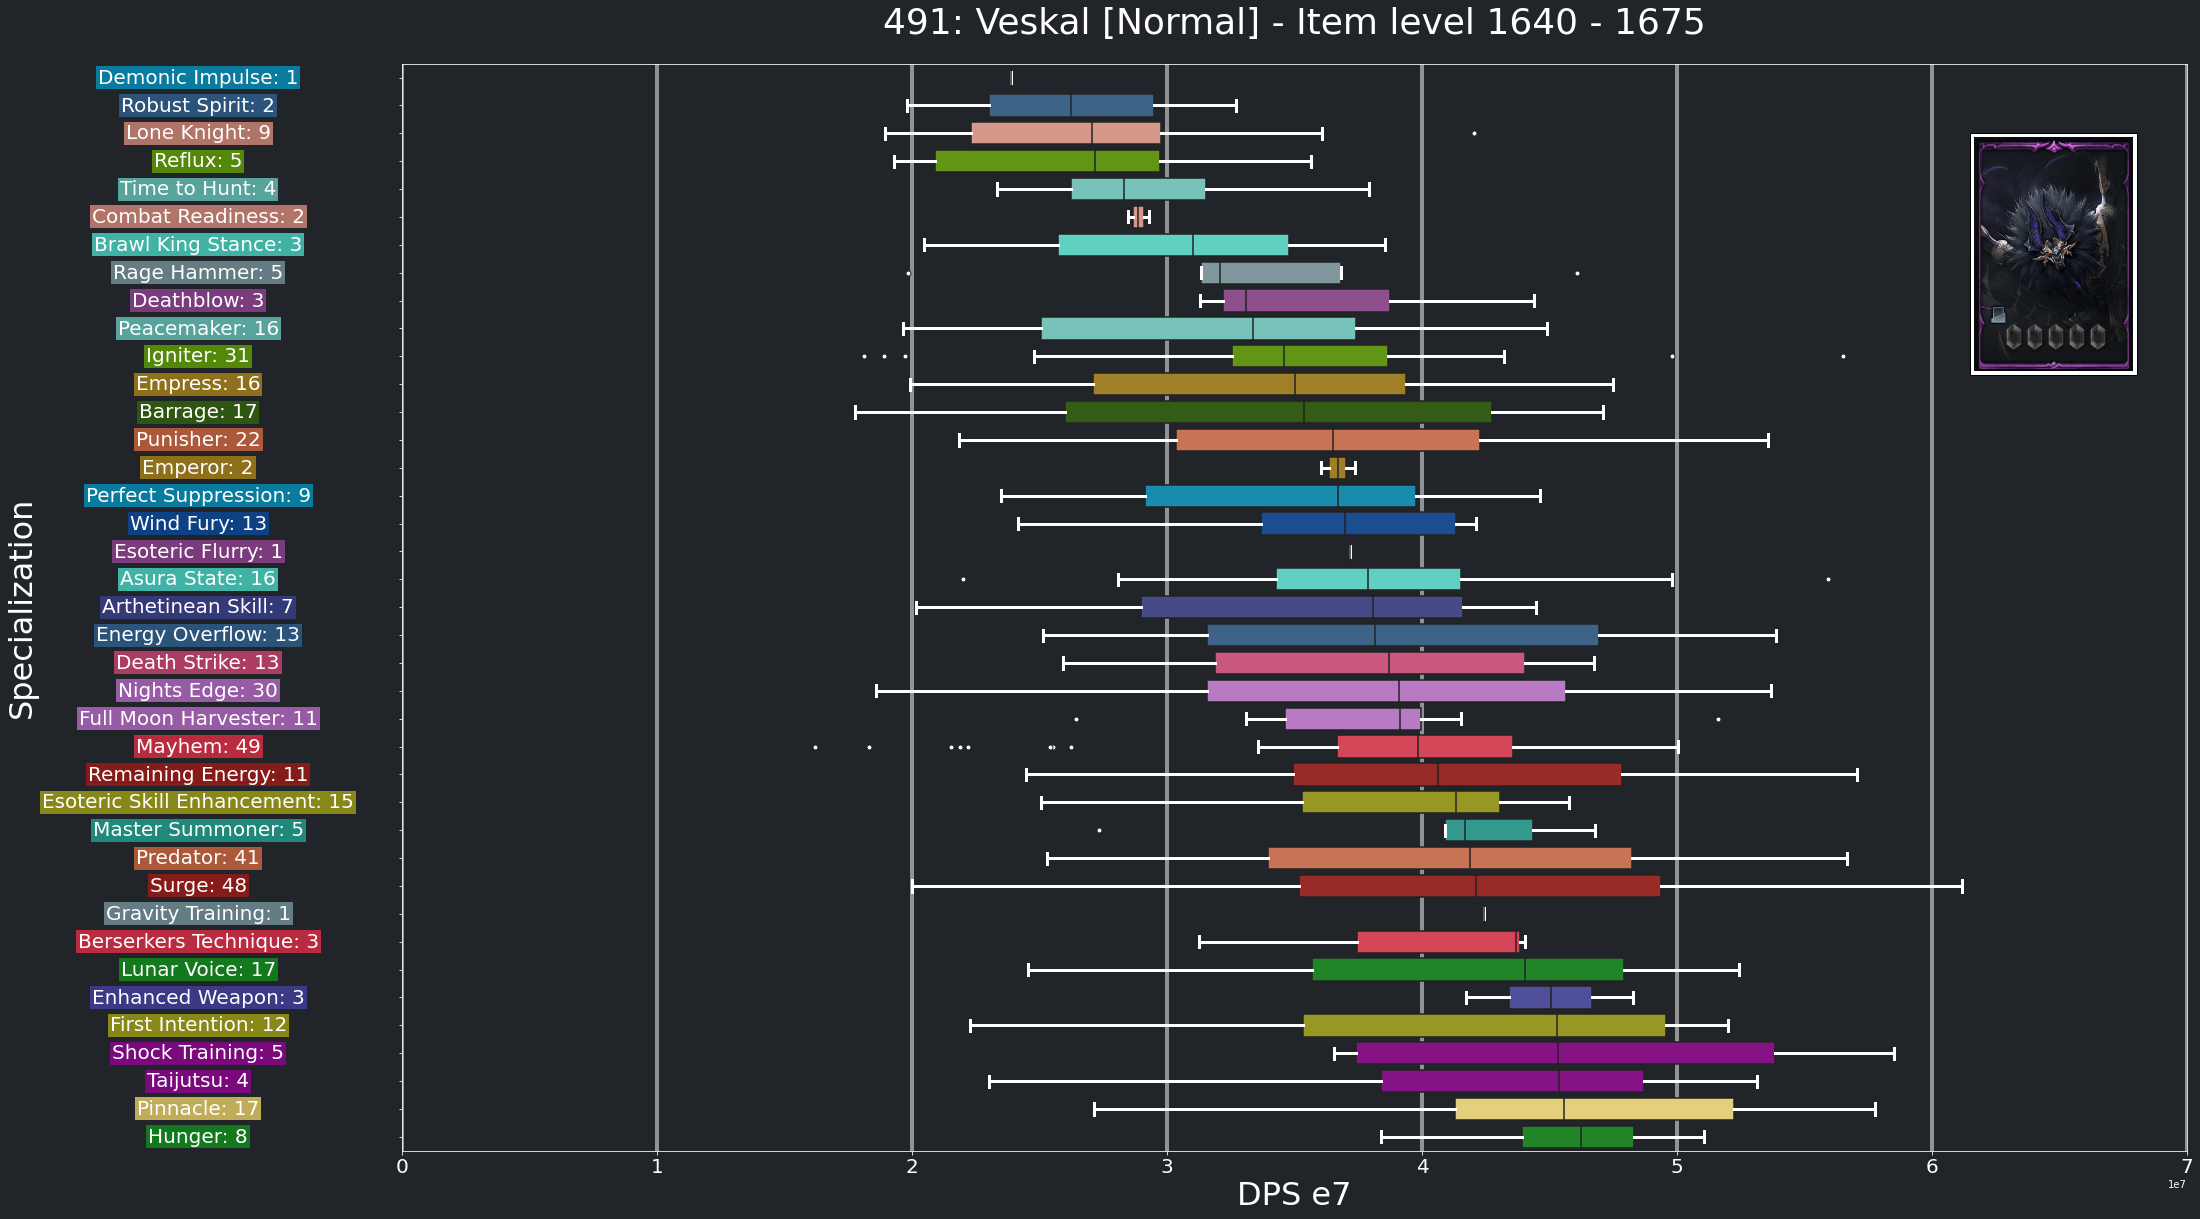 491: Veskal [Normal] - Item level 1640 - 1675
Specialization
Demonic Impulse: 1
Robust Spirit: 2
Lone Knight: 9
Reflux: 5
Time to Hunt: 4
Combat Readiness: 2
Brawl King Stance: 3
Rage Hammer: 5
Deathblow: 3
Peacemaker: 16
Igniter: 31
Empress: 16
Barrage: 17
Punisher: 22
Emperor: 2
Perfect Suppression: 9
Wind Fury: 13
Esoteric Flurry: 1
Asura State: 16
Arthetinean Skill: 7
Energy Overflow: 13
Death Strike: 13
Nights Edge: 30
Full Moon Harvester: 11
Mayhem: 49
Remaining Energy: 11
Esoteric Skill Enhancement: 15
Master Summoner: 5
Predator: 41
Surge: 48
Gravity Training: 1
Berserkers Technique: 3
Lunar Voice: 17
Enhanced Weapon: 3
First Intention: 12
Shock Training: 5
Taijutsu: 4
Pinnacle: 17
Hunger: 8
0 1 2 3 4 5 6 7
DPS e7
1e7